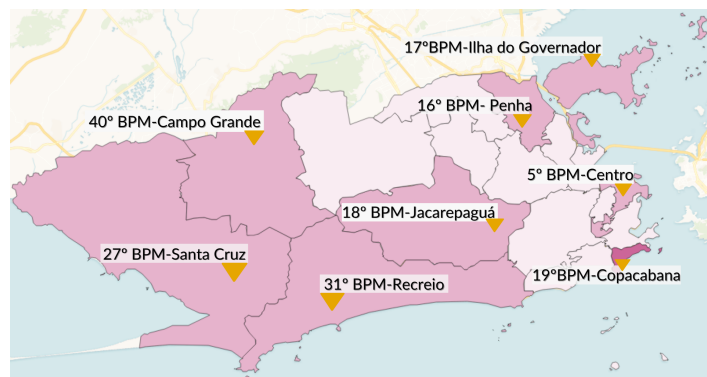 17ºBPM-Ilha do Governador
16º BPM- Penha
40º BPM-Campo Grande
5º BPM-Centro
18º BPM-Jacarepaguá
27º BPM-Santa Cruz
19ºBPM-Copacabana
31º BPM-Recreio